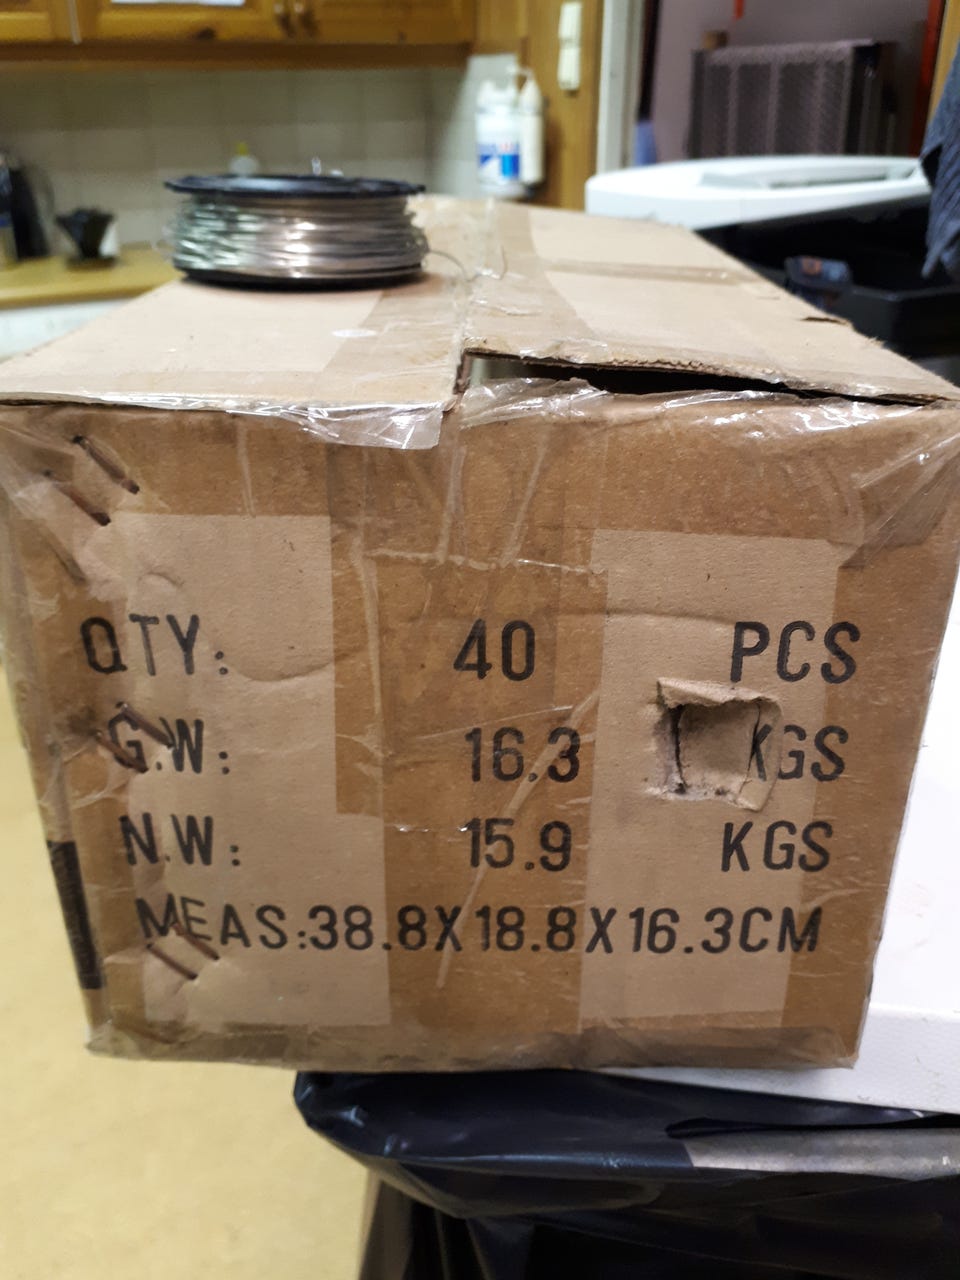 QTY: 40 PCS
G.W: 16.3 KGS
N.W: 15.9 KGS
MEAS:38.8X18.8X16.3CM